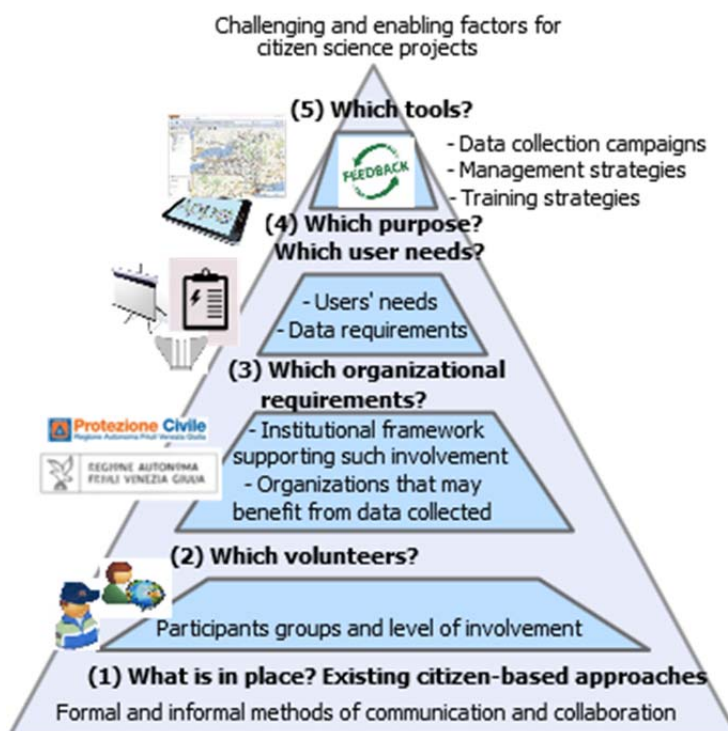 Challenging and enabling factors for
citizen science projects
(5) Which tools?
FEEDBACK
- Data collection campaigns
- Management strategies
- Training strategies
(4) Which purpose?
Which user needs?
- Users' needs
- Data requirements
(3) Which organizational
requirements?
Protezione Civile
Regione Autonoma Friuli Venezia Giulia
REGIONE AUTONOMA
FRIULI VENEZIA GIULIA
- Institutional framework
supporting such involvement
- Organizations that may
benefit from data collected
(2) Which volunteers?
Participants groups and level of involvement
(1) What is in place? Existing citizen-based approaches
Formal and informal methods of communication and collaboration